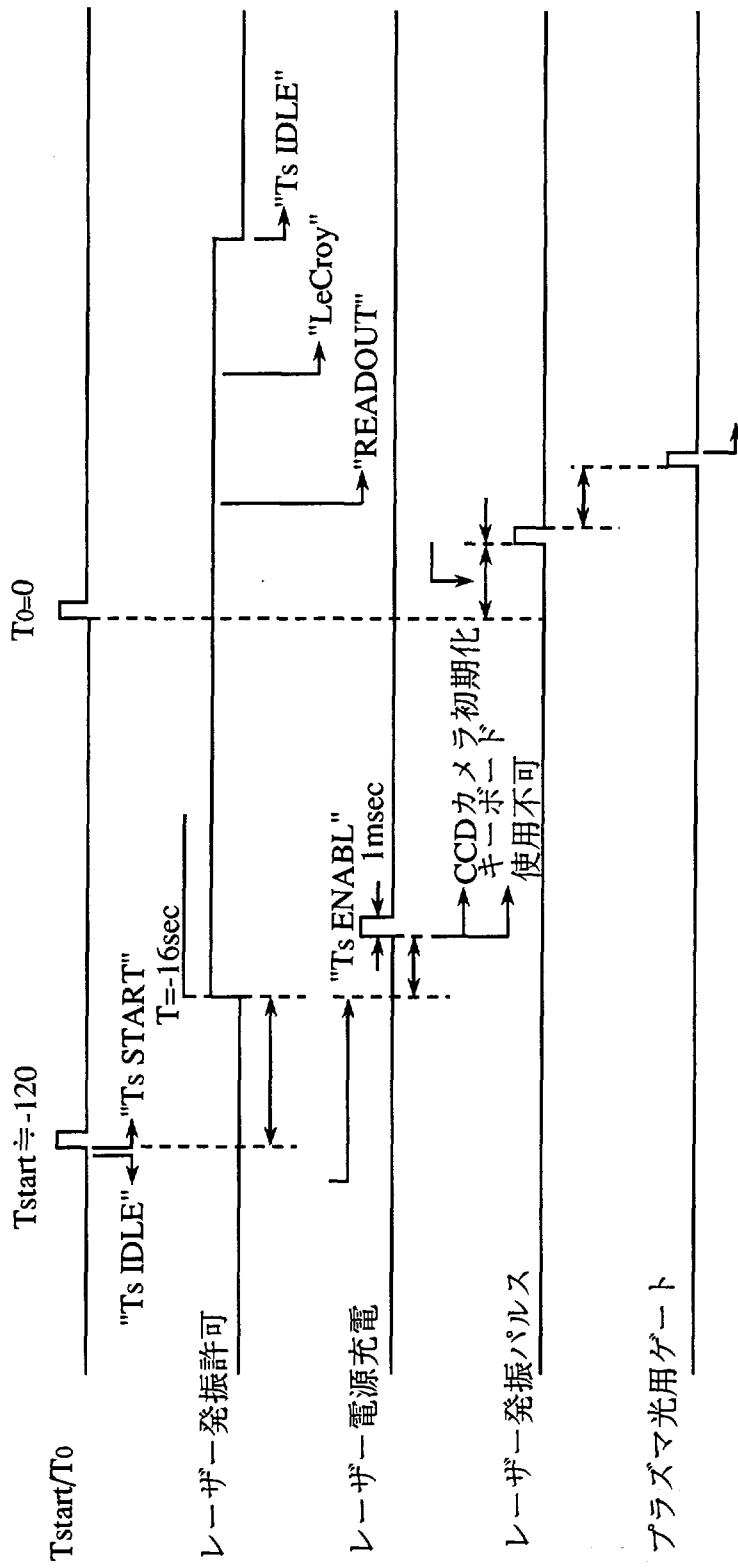 Tstart/T0
Tstart≒-120
T0=0
"Ts IDLE"
"Ts START"
レーザー発振許可
T=-16sec
"Ts IDLE"
"LeCroy"
"READOUT"
レーザー電源充電
"Ts ENABL"
1msec
CCDカメラ初期化
キーボード
使用不可
レーザー発振パルス
プラズマ光用ゲート